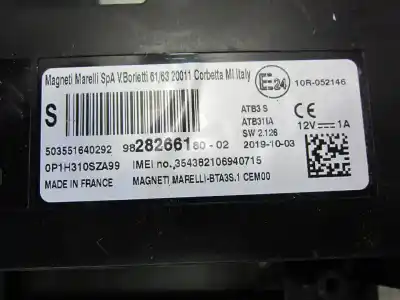 Magneti Marelli SpA V.Borletti 61/63 20011 Corbetta MI Italy
E24
10R-052146
S
ATB3 S
ATB31IA
SW 2.126
CE
12V 1A
503551640292 9828266180-02 2019-10-03
0P1H310SZA99 IMEI no.,354382106940715
MADE IN FRANCE MAGNETI MARELLI-BTA3S.1 CEM00